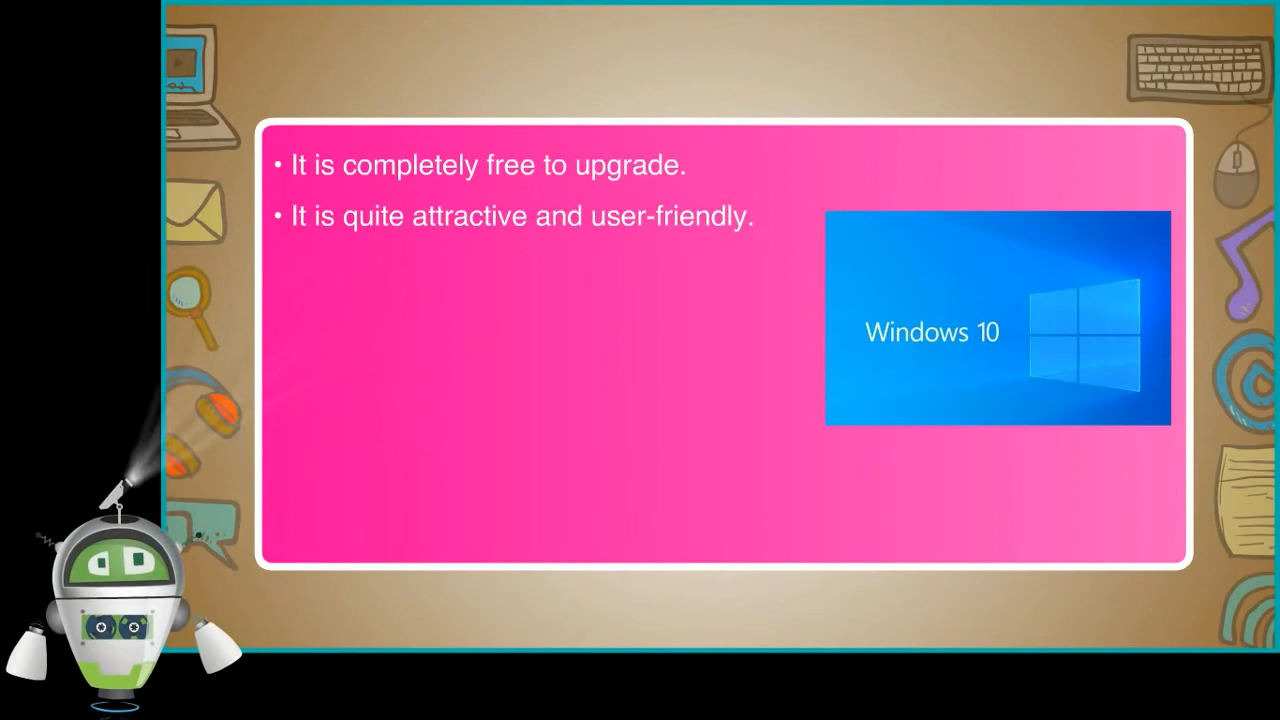 • It is completely free to upgrade.
• It is quite attractive and user-friendly.
Windows 10